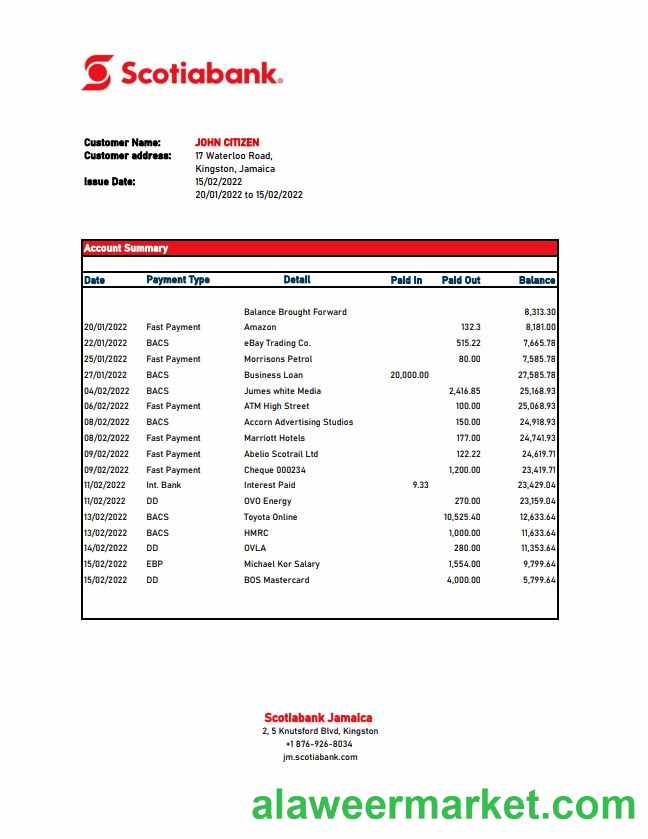 Scotiabank®
Customer Name: JOHN CITIZEN
Customer address: 17 Waterloo Road,
Kingston, Jamaica
Issue Date: 15/02/2022
20/01/2022 to 15/02/2022
Account Summary
Date Payment Type Detail Paid In Paid Out Balance
Balance Brought Forward 8,313.30
20/01/2022 Fast Payment Amazon 132.3 8,181.00
22/01/2022 BACS eBay Trading Co. 515.22 7,665.78
25/01/2022 Fast Payment Morrisons Petrol 80.00 7,585.78
27/01/2022 BACS Business Loan 20,000.00 27,585.78
04/02/2022 BACS Jumes white Media 2,416.85 25,168.93
06/02/2022 Fast Payment ATM High Street 100.00 25,068.93
08/02/2022 BACS Accorn Advertising Studios 150.00 24,918.93
08/02/2022 Fast Payment Marriott Hotels 177.00 24,741.93
09/02/2022 Fast Payment Abelio Scotrail Ltd 122.22 24,619.71
09/02/2022 Fast Payment Cheque 000234 1,200.00 23,419.71
11/02/2022 Int. Bank Interest Paid 9.33 23,429.04
11/02/2022 DD OVO Energy 270.00 23,159.04
13/02/2022 BACS Toyota Online 10,525.40 12,633.64
13/02/2022 BACS HMRC 1,000.00 11,633.64
14/02/2022 DD OVLA 280.00 11,353.64
15/02/2022 EBP Michael Kor Salary 1,554.00 9,799.64
15/02/2022 DD BOS Mastercard 4,000.00 5,799.64
Scotiabank Jamaica
2, 5 Knutsford Blvd, Kingston
+1 876-926-8034
jm.scotiabank.com
alaweermarket.com